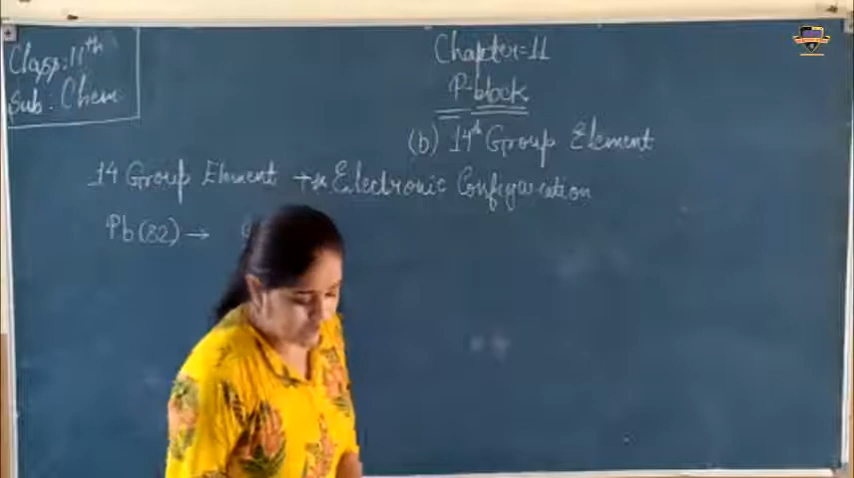 Class: 11th
Sub: Chem
Chapter=11
P-block
(b) 14th Group Element
14 Group Element → Electronic Configuration
Pb(82) →